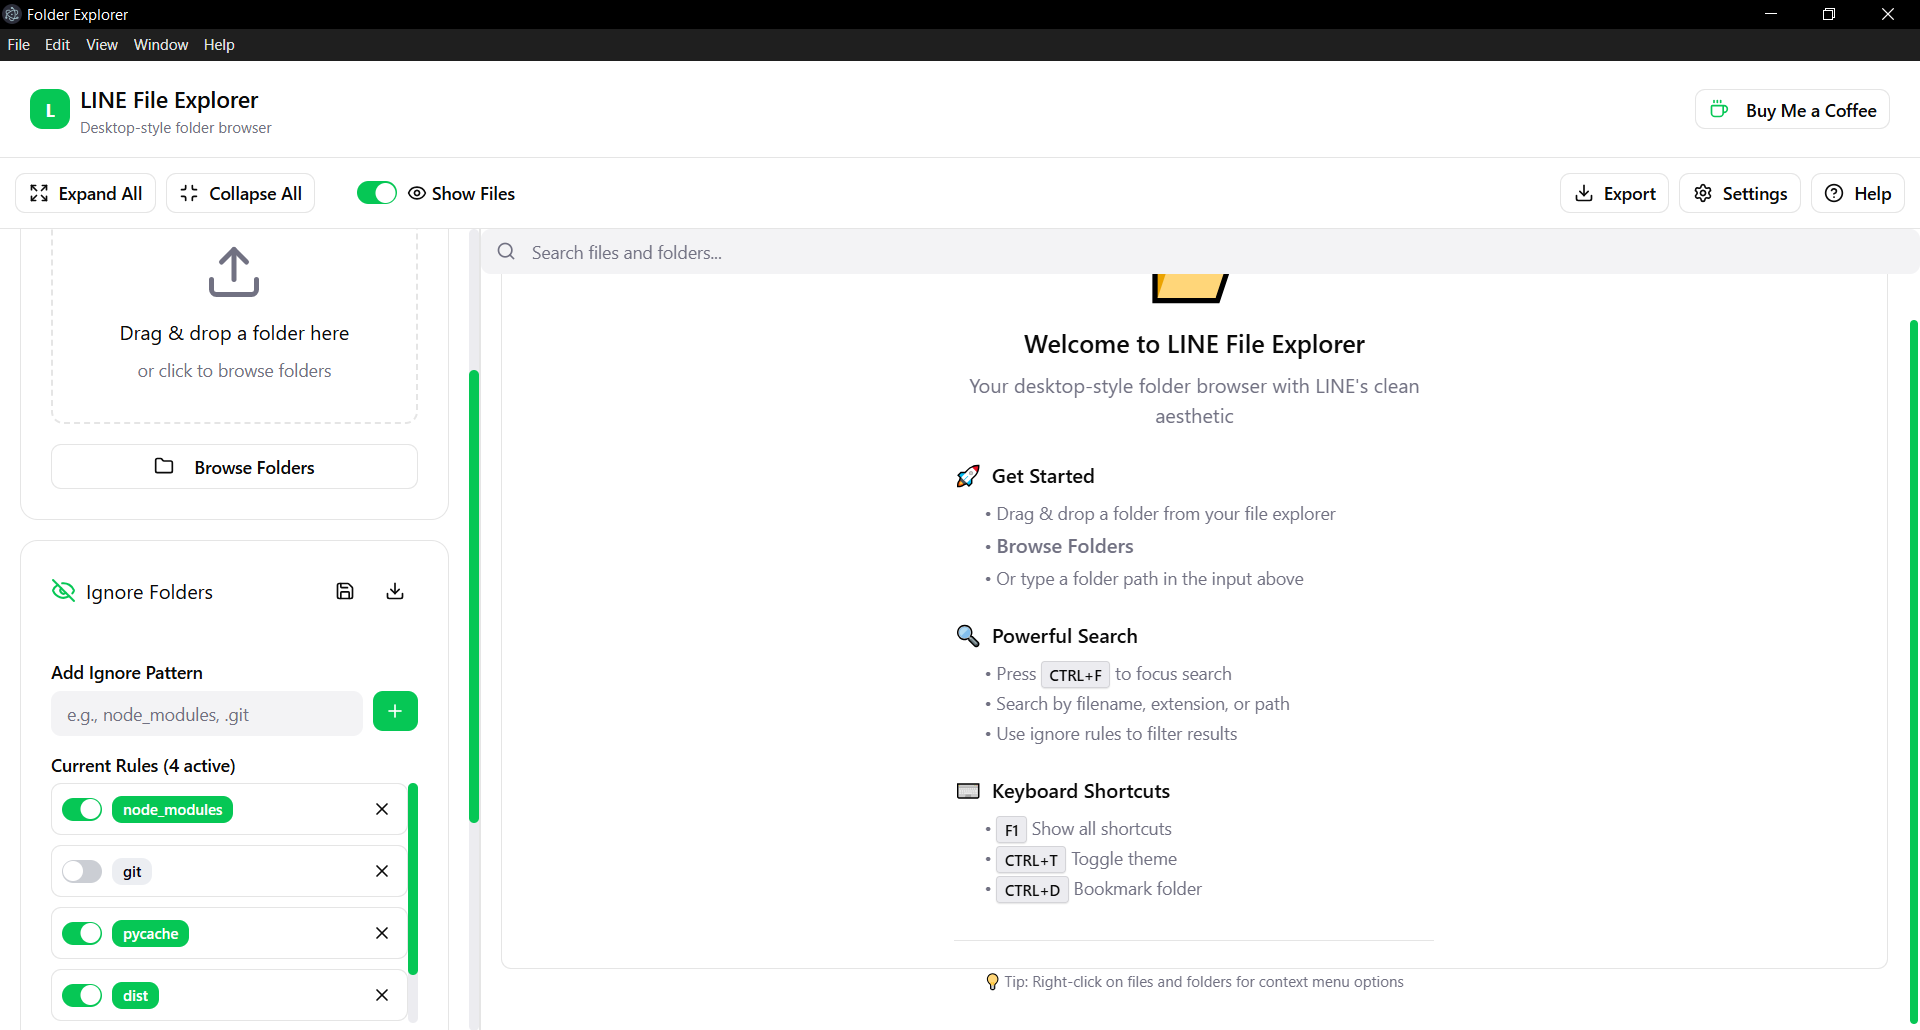 Folder Explorer
File Edit View Window Help
L
LINE File Explorer
Desktop-style folder browser
Buy Me a Coffee
Expand All
Collapse All
Show Files
Export
Settings
Help
Drag & drop a folder here
or click to browse folders
Browse Folders
Ignore Folders
Add Ignore Pattern
e.g., node_modules, .git
+
Current Rules (4 active)
node_modules
git
pycache
dist
Search files and folders...
Welcome to LINE File Explorer
Your desktop-style folder browser with LINE's clean
aesthetic
Get Started
• Drag & drop a folder from your file explorer
• Browse Folders
• Or type a folder path in the input above
Powerful Search
• Press CTRL+F to focus search
• Search by filename, extension, or path
• Use ignore rules to filter results
Keyboard Shortcuts
• F1 Show all shortcuts
• CTRL+T Toggle theme
• CTRL+D Bookmark folder
Tip: Right-click on files and folders for context menu options